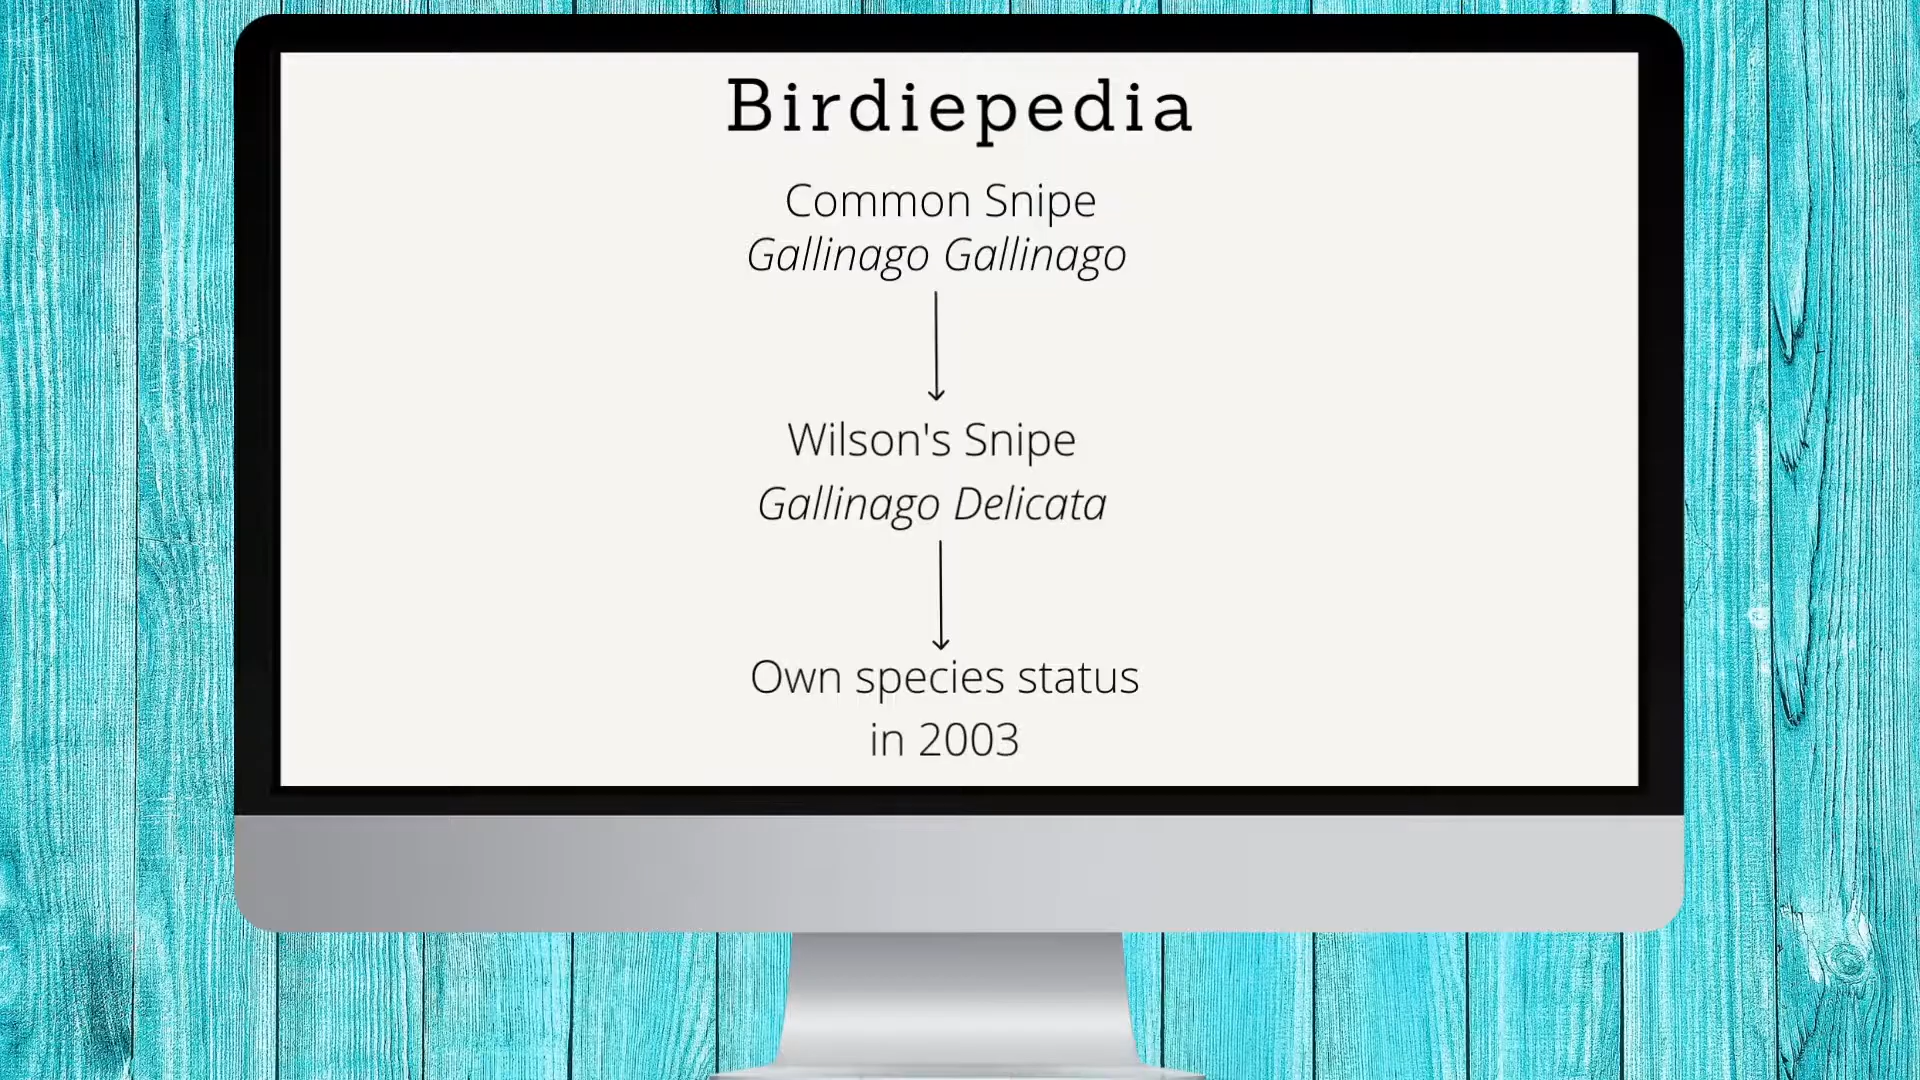 Birdiepedia
Common Snipe
Gallinago Gallinago
Wilson's Snipe
Gallinago Delicata
Own species status
in 2003